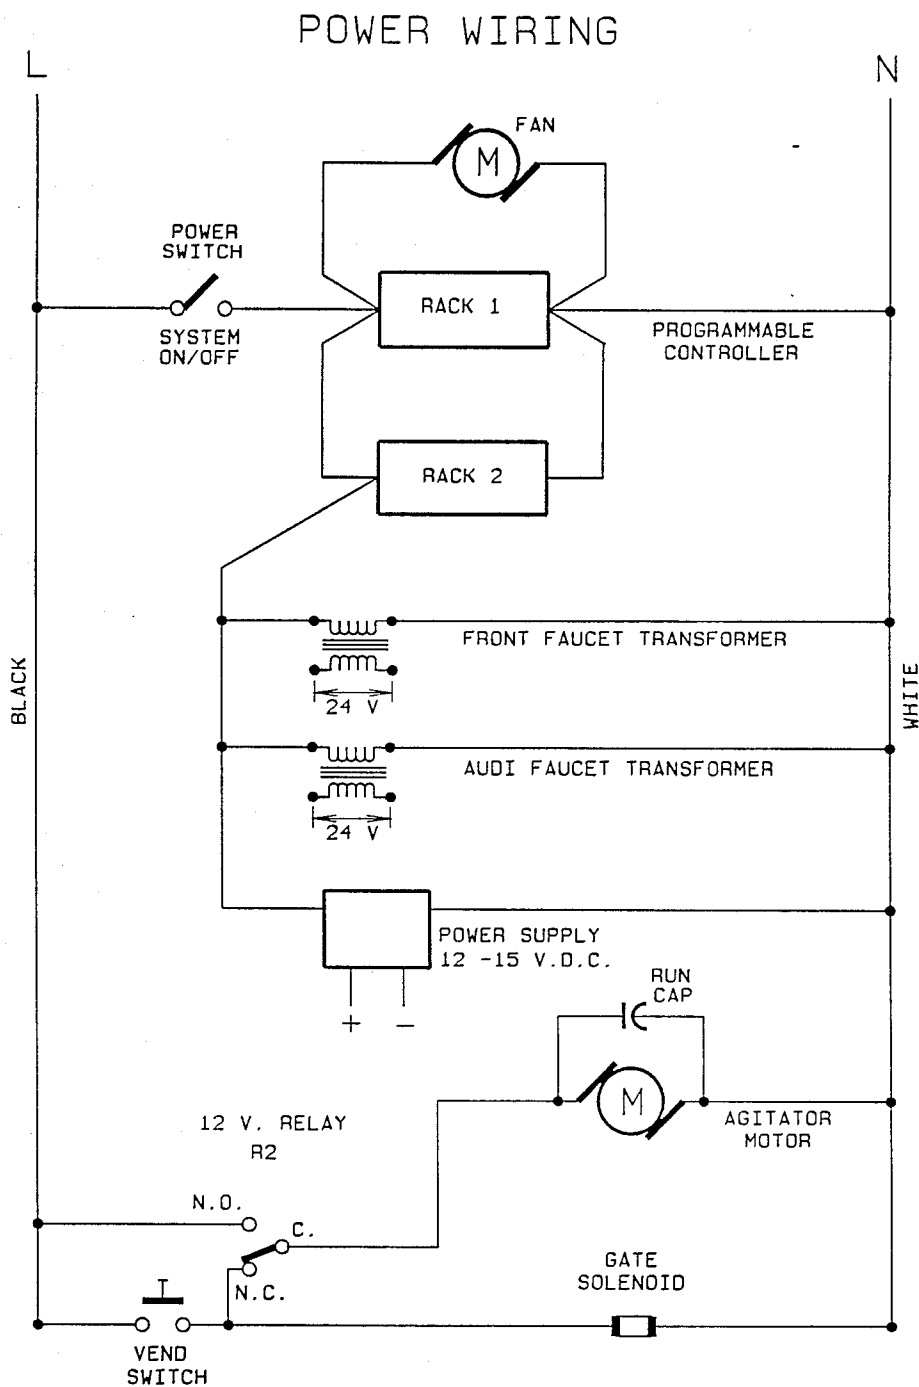 POWER WIRING
L
N
FAN
M
POWER
SWITCH
RACK 1
SYSTEM
ON/OFF
PROGRAMMABLE
CONTROLLER
RACK 2
FRONT FAUCET TRANSFORMER
BLACK
WHITE
24 V
AUDI FAUCET TRANSFORMER
24 V
POWER SUPPLY
12 -15 V.D.C.
+ −
RUN
CAP
M
AGITATOR
MOTOR
12 V. RELAY
R2
N.O.
C.
N.C.
GATE
SOLENOID
VEND
SWITCH